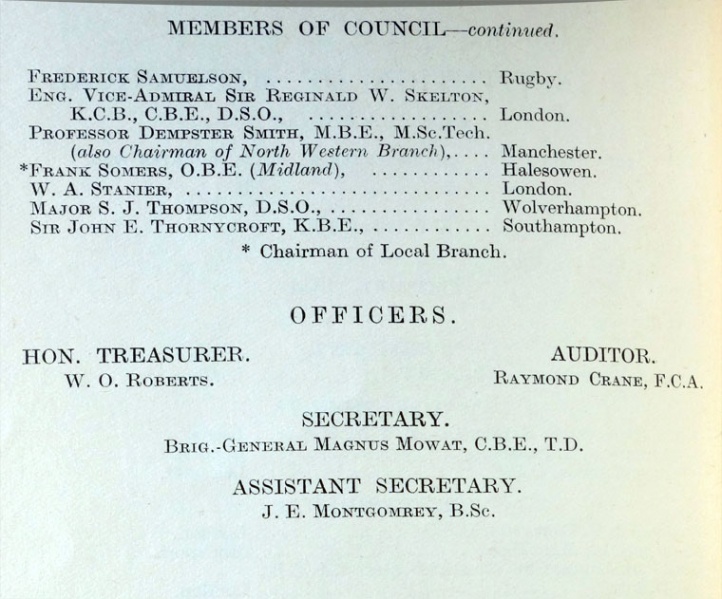 MEMBERS OF COUNCIL—continued.
FREDERICK SAMUELSON, ...................... Rugby.
ENG. VICE-ADMIRAL SIR REGINALD W. SKELTON,
K.C.B., C.B.E., D.S.O., .................. London.
PROFESSOR DEMPSTER SMITH, M.B.E., M.Sc.Tech.
(also Chairman of North Western Branch),.... Manchester.
*FRANK SOMERS, O.B.E. (Midland), ............ Halesowen.
W. A. STANIER, .............................. London.
MAJOR S. J. THOMPSON, D.S.O., ................ Wolverhampton.
SIR JOHN E. THORNYCROFT, K.B.E., ............ Southampton.
* Chairman of Local Branch.
OFFICERS.
HON. TREASURER.
W. O. ROBERTS.
AUDITOR.
RAYMOND CRANE, F.C.A.
SECRETARY.
BRIG.-GENERAL MAGNUS MOWAT, C.B.E., T.D.
ASSISTANT SECRETARY.
J. E. MONTGOMREY, B.Sc.